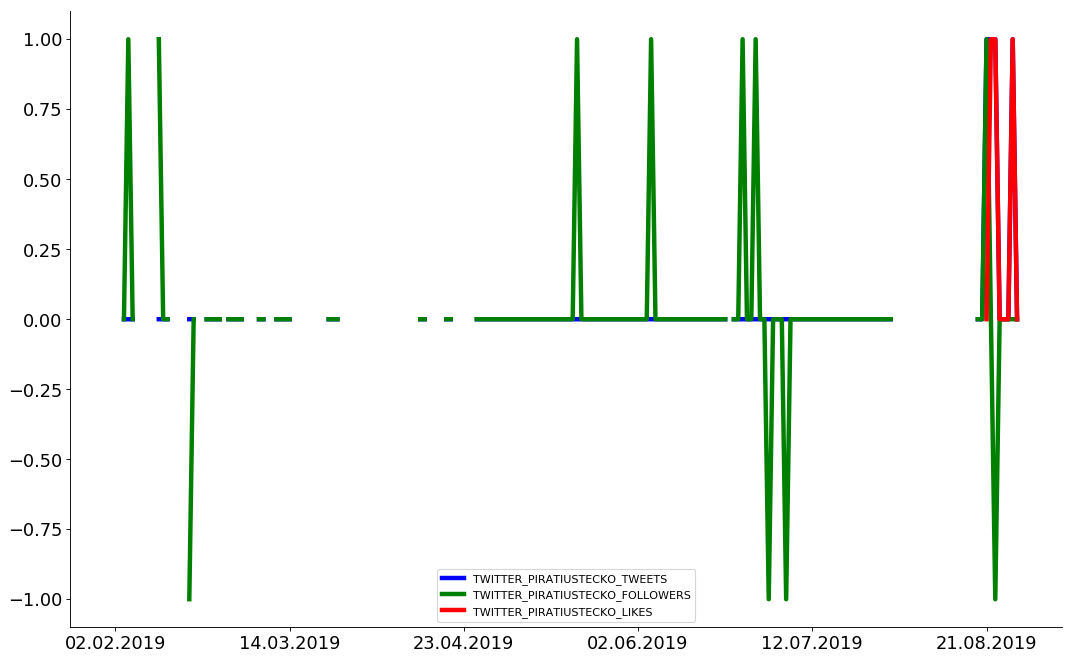 1.00
0.75
0.50
0.25
0.00
−0.25
−0.50
−0.75
−1.00
TWITTER_PIRATIUSTECKO_TWEETS
TWITTER_PIRATIUSTECKO_FOLLOWERS
TWITTER_PIRATIUSTECKO_LIKES
02.02.2019 14.03.2019 23.04.2019 02.06.2019 12.07.2019 21.08.2019